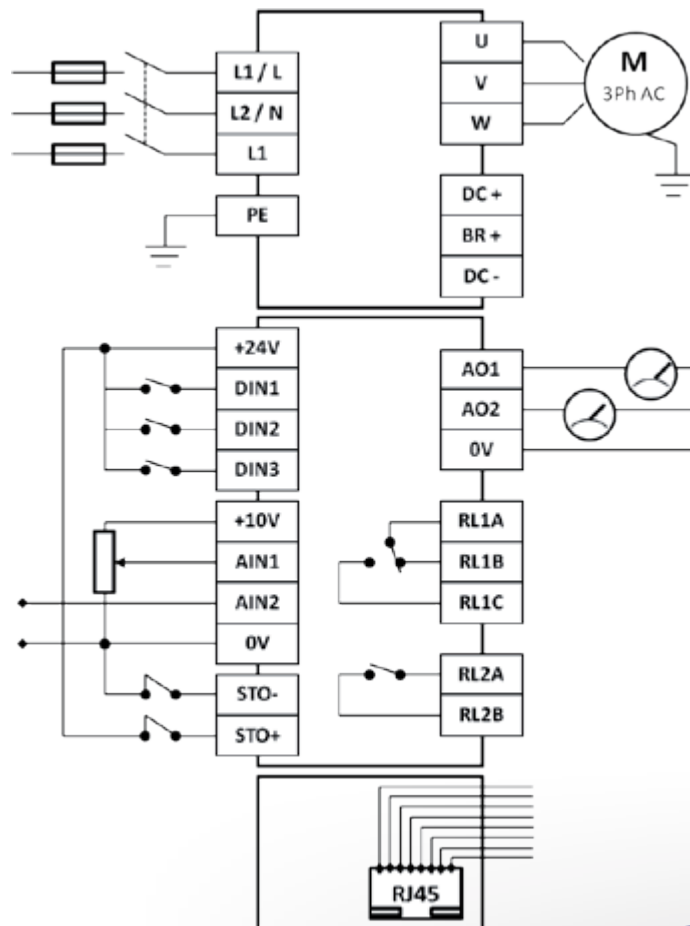 L1 / L
L2 / N
L1
PE
U
V
W
M
3Ph AC
DC +
BR +
DC -
+24V
DIN1
DIN2
DIN3
+10V
AIN1
AIN2
0V
STO-
STO+
AO1
AO2
0V
RL1A
RL1B
RL1C
RL2A
RL2B
RJ45